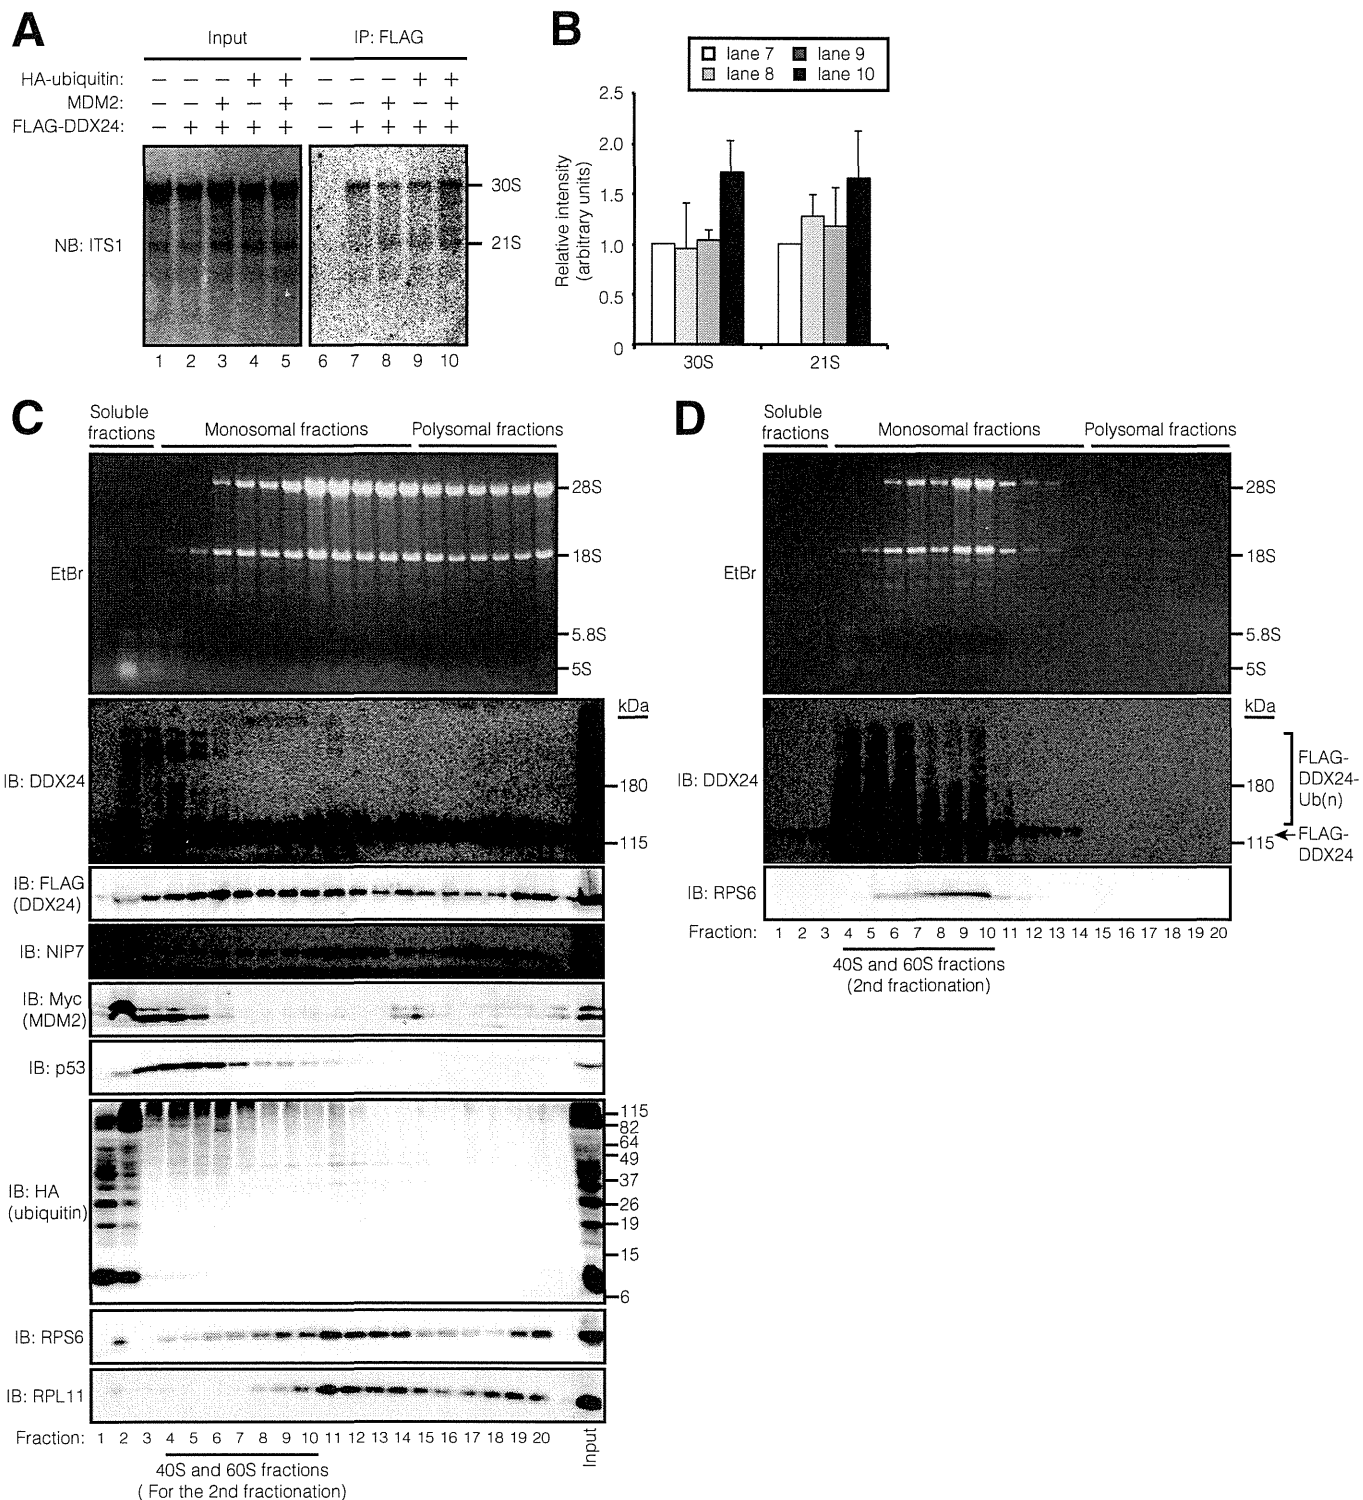 A
Input
IP: FLAG
HA-ubiquitin: – – – + + – – – + +
MDM2: – – + – + – – + – +
FLAG-DDX24: – + + + + – + + + +
NB: ITS1
30S
21S
1 2 3 4 5 6 7 8 9 10
B
lane 7 lane 9
lane 8 lane 10
Relative intensity
(arbitrary units)
2.5
2.0
1.5
1.0
0.5
0
30S 21S
C
Soluble
fractions
Monosomal fractions
Polysomal fractions
EtBr
28S
18S
5.8S
5S
kDa
IB: DDX24
180
115
IB: FLAG
(DDX24)
IB: NIP7
IB: Myc
(MDM2)
IB: p53
IB: HA
(ubiquitin)
115
82
64
49
37
26
19
15
6
IB: RPS6
IB: RPL11
Fraction: 1 2 3 4 5 6 7 8 9 10 11 12 13 14 15 16 17 18 19 20 Input
40S and 60S fractions
( For the 2nd fractionation)
D
Soluble
fractions
Monosomal fractions
Polysomal fractions
EtBr
28S
18S
5.8S
5S
kDa
IB: DDX24
180
115
FLAG-
DDX24-
Ub(n)
FLAG-
DDX24
IB: RPS6
Fraction: 1 2 3 4 5 6 7 8 9 10 11 12 13 14 15 16 17 18 19 20
40S and 60S fractions
(2nd fractionation)